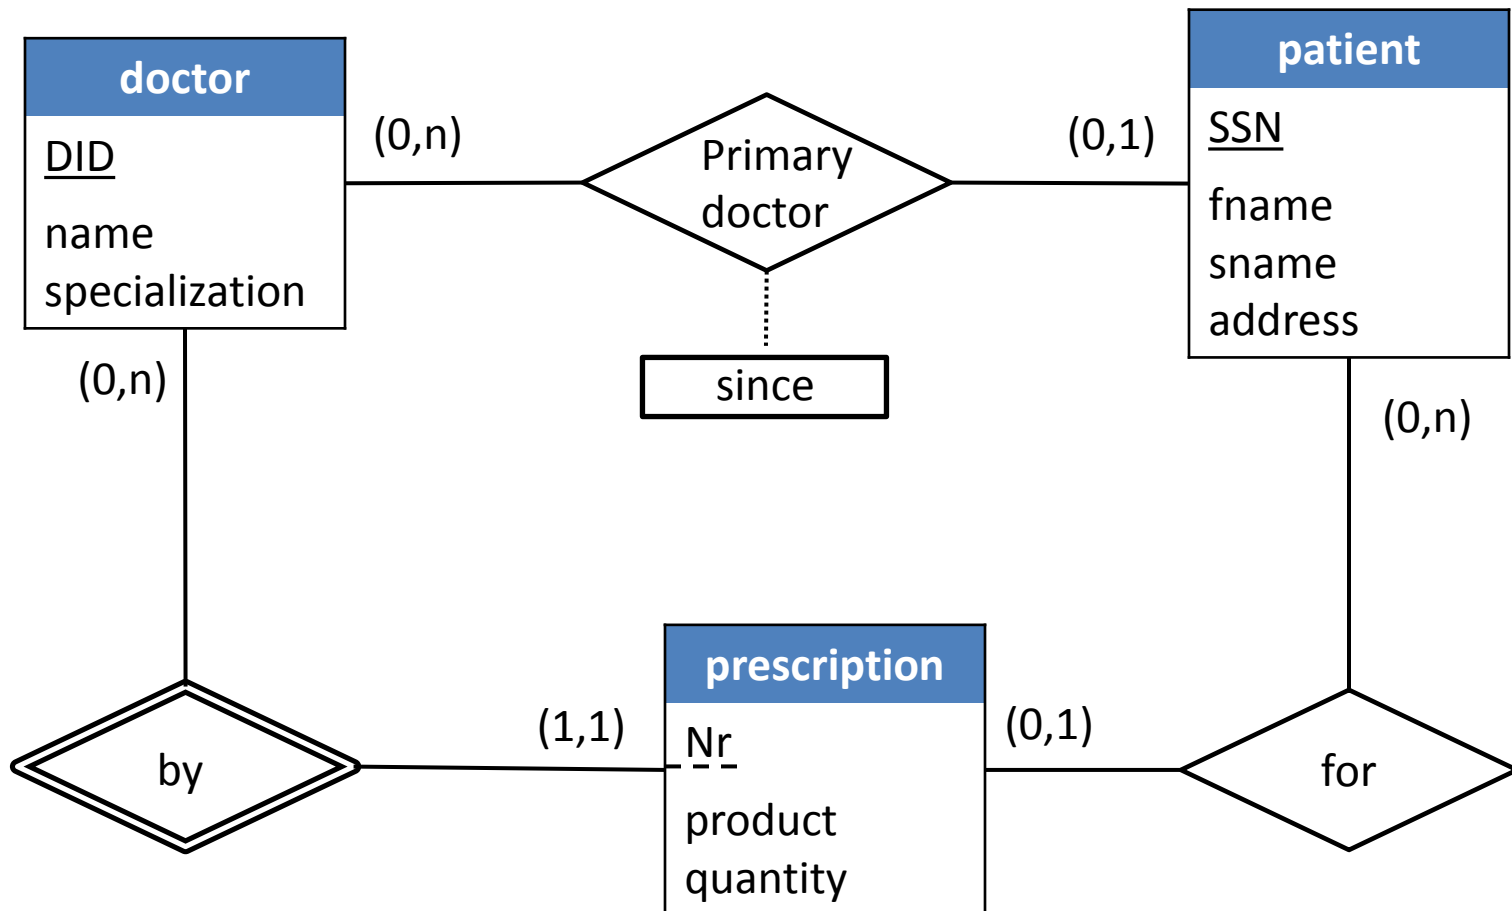 doctor
DID
name
specialization
(0,n)
Primary
doctor
(0,1)
patient
SSN
fname
sname
address
since
(0,n)
(0,n)
by
(1,1)
prescription
Nr
product
quantity
(0,1)
for